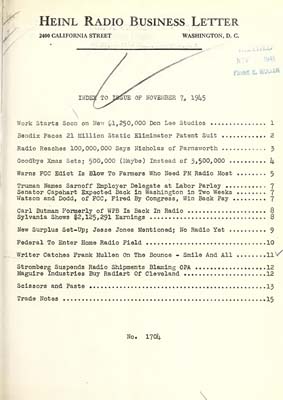 HEINL RADIO BUSINESS LETTER
2400 CALIFORNIA STREET WASHINGTON, D. C.
INDEX TO ISSUE OF NOVEMBER 7, 1945
Work Starts Soon on New $1,250,000 Don Lee Studios ............ 1
Bendix Faces 21 Million Static Eliminator Patent Suit .......... 2
Radio Reaches 100,000,000 Says Nicholas of Farnsworth .......... 3
Goodbye Xmas Sets; 500,000 (Maybe) Instead of 3,500,000 ........ 4
Warns FCC Edict Is Blow To Farmers Who Need FM Radio Most ...... 5
Truman Names Sarnoff Employer Delegate at Labor Parley .......... 7
Senator Capehart Expected Back in Washington in Two Weeks ....... 7
Watson and Dodd, of FCC, Fired By Congress, Win Back Pay ........ 7
Carl Butman Formerly of WPB Is Back In Radio .................... 8
Sylvania Shows $2,125,291 Earnings .............................. 8
New Surplus Set-Up; Jesse Jones Mentioned; No Radio Yet ......... 9
Federal To Enter Home Radio Field ...............................10
Writer Catches Frank Mullen On The Bounce - Smile And All .......11
Stromberg Suspends Radio Shipments Blaming OPA ..................12
Maguire Industries Buy Radiart Of Cleveland .....................12
Scissors and Paste ..............................................13
Trade Notes .....................................................15
No. 1704